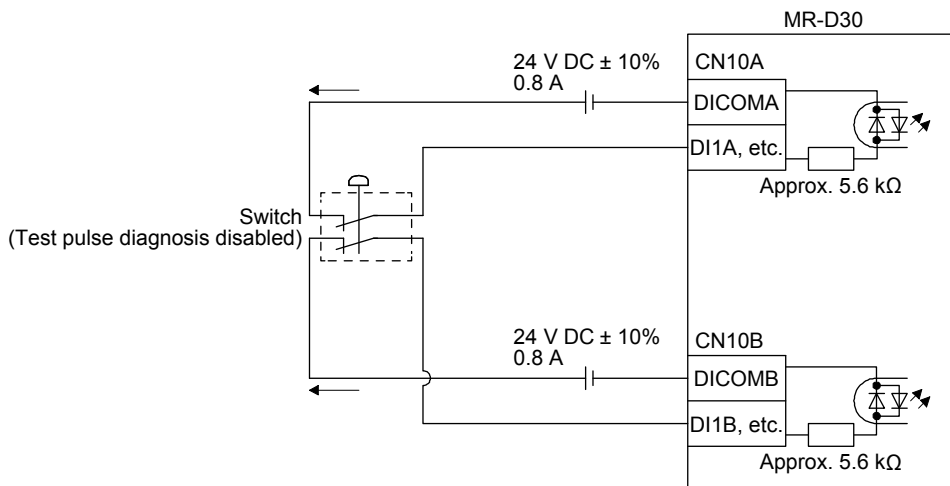 MR-D30
24 V DC ± 10%
0.8 A
CN10A
DICOMA
DI1A, etc.
Approx. 5.6 kΩ
Switch
(Test pulse diagnosis disabled)
24 V DC ± 10%
0.8 A
CN10B
DICOMB
DI1B, etc.
Approx. 5.6 kΩ